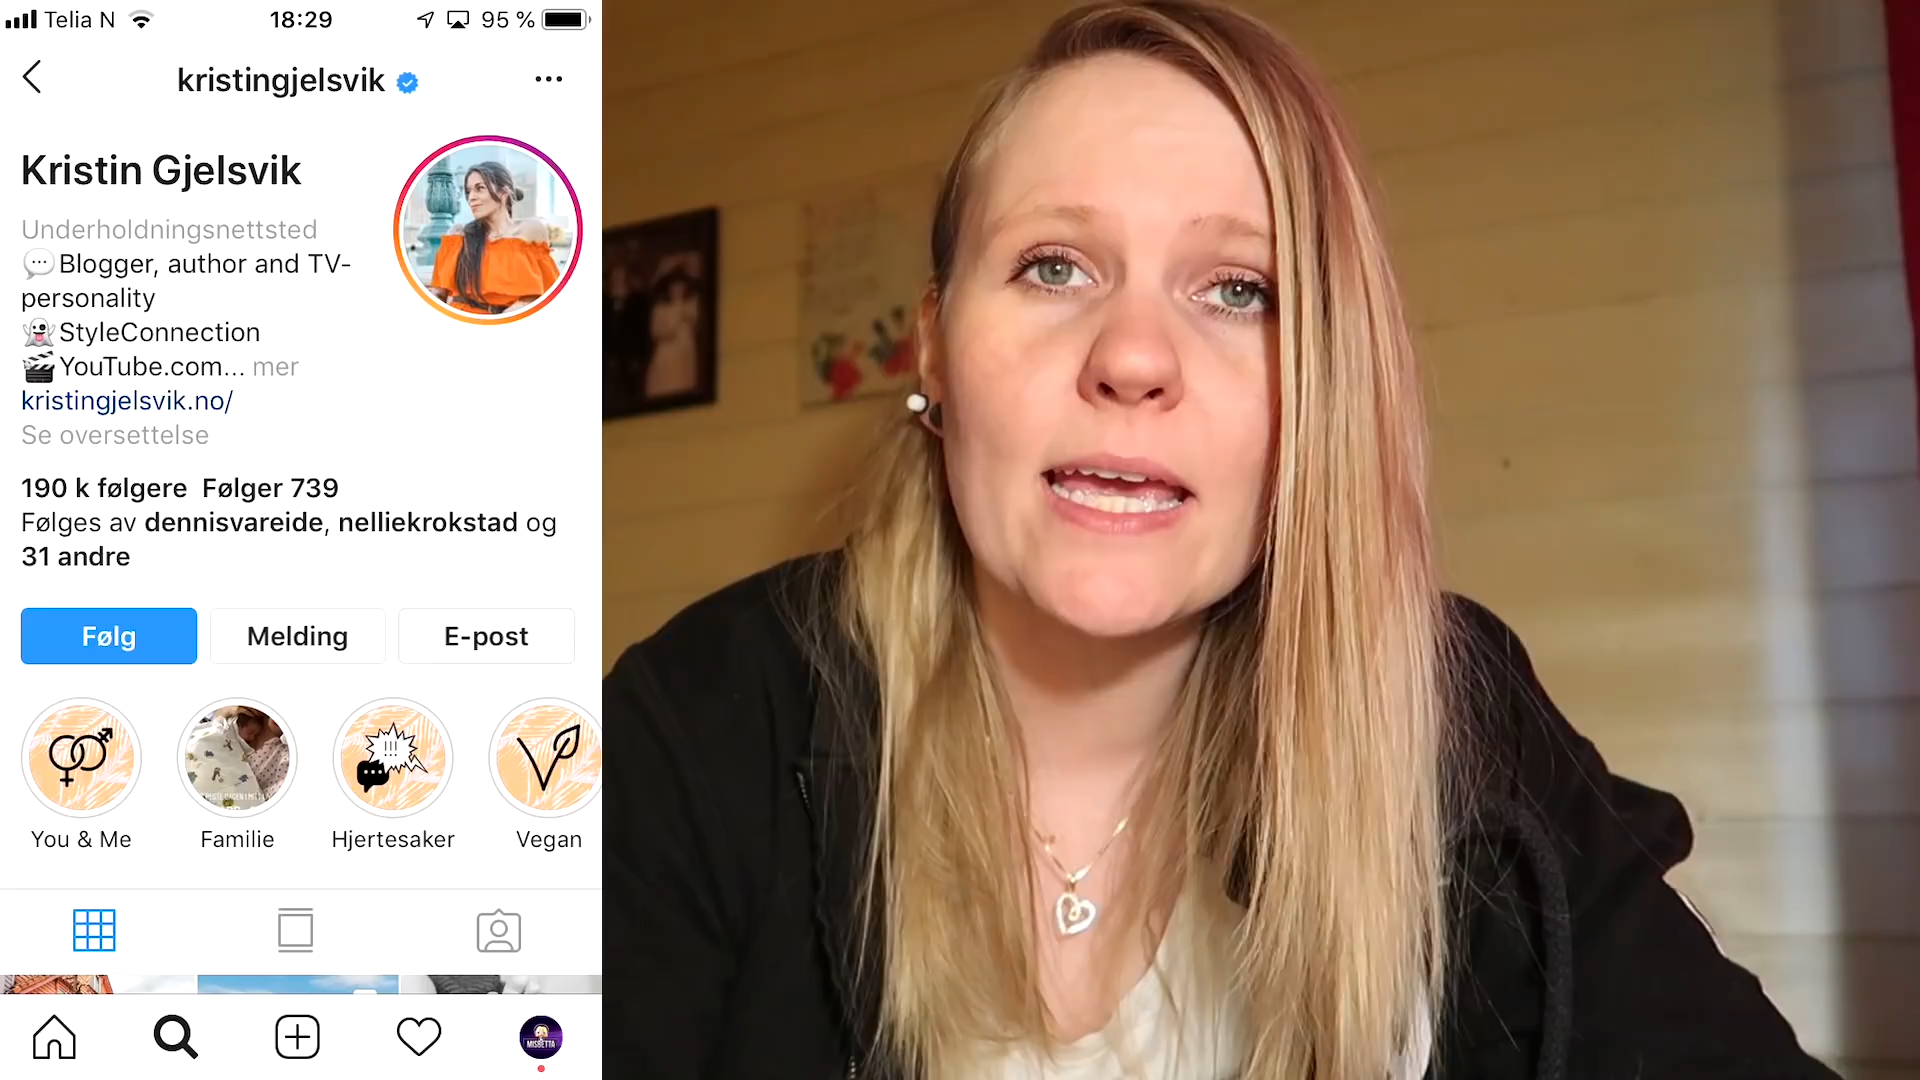 Telia N
18:29
95 %
kristingjelsvik
Kristin Gjelsvik
Underholdningsnettsted
Blogger, author and TV-
personality
StyleConnection
YouTube.com... mer
kristingjelsvik.no/
Se oversettelse
190 k følgere Følger 739
Følges av dennisvareide, nelliekrokstad og
31 andre
Følg
Melding
E-post
!!!
You & Me
Familie
Hjertesaker
Vegan
MISBETTA